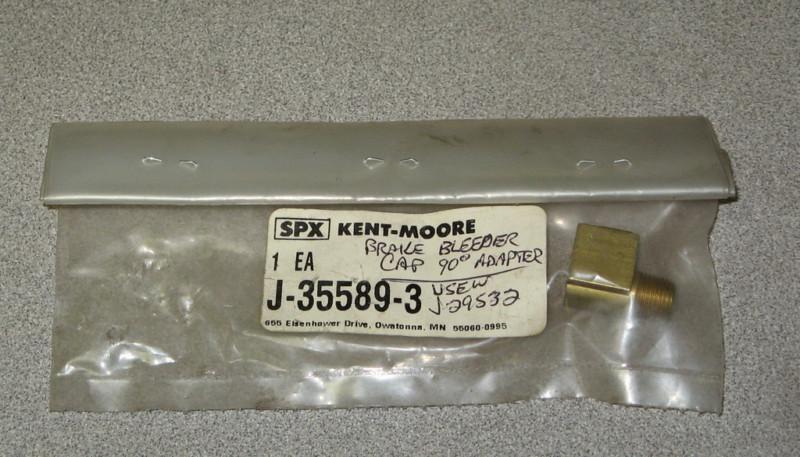 SPX KENT-MOORE
BRAKE BLEEDER
1 EA CAP 90° ADAPTER
J-35589-3 USE W
J-29532
655 Eisenhower Drive, Owatonna, MN 55060-0995